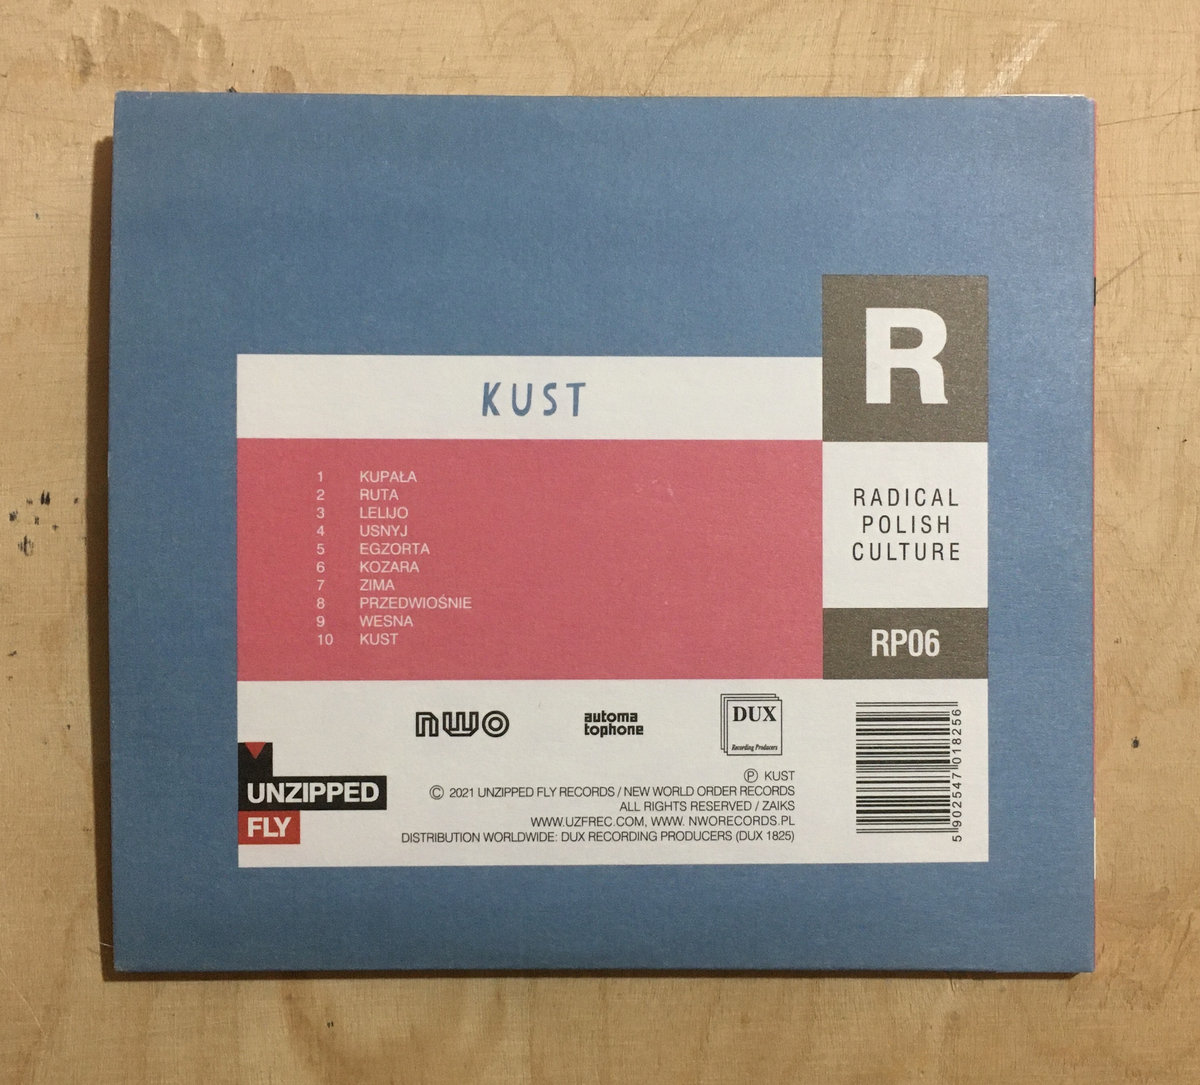 R
KUST
RADICAL
POLISH
CULTURE
RP06
1 KUPAŁA
2 RUTA
3 LELIJO
4 USNYJ
5 EGZORTA
6 KOZARA
7 ZIMA
8 PRZEDWIOŚNIE
9 WESNA
10 KUST
nwo
automa
tophone
DUX
Recording Producers
UNZIPPED
FLY
Ⓟ KUST
© 2021 UNZIPPED FLY RECORDS / NEW WORLD ORDER RECORDS
ALL RIGHTS RESERVED / ZAIKS
WWW.UZFREC.COM, WWW. NWORECORDS.PL
DISTRIBUTION WORLDWIDE: DUX RECORDING PRODUCERS (DUX 1825)
5 902547 018256